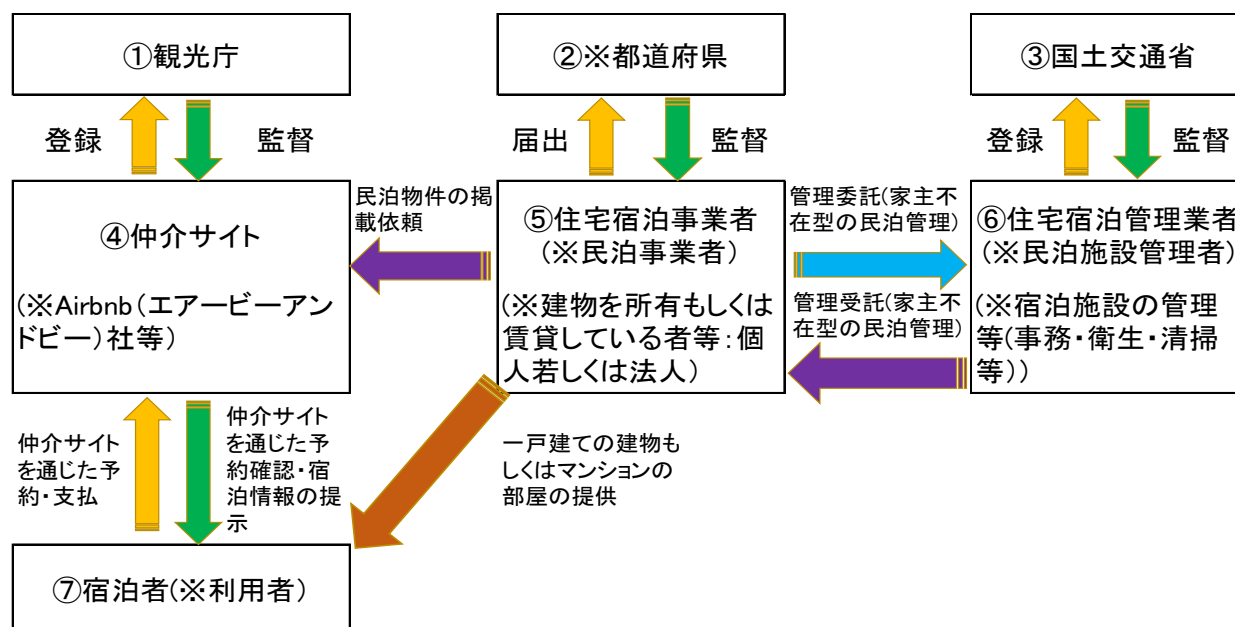 ①観光庁
②※都道府県
③国土交通省
登録
監督
届出
監督
登録
監督
④仲介サイト
(※Airbnb(エアービーアン
ドビー)社等)
民泊物件の掲
載依頼
⑤住宅宿泊事業者
(※民泊事業者)
(※建物を所有もしくは
賃貸している者等:個
人若しくは法人)
管理委託(家主不
在型の民泊管理)
管理受託(家主不
在型の民泊管理)
⑥住宅宿泊管理業者
(※民泊施設管理者)
(※宿泊施設の管理
等(事務・衛生・清掃
等))
仲介サイト
を通じた予
約・支払
仲介サイト
を通じた予
約確認・宿
泊情報の提
示
一戸建ての建物も
しくはマンションの
部屋の提供
⑦宿泊者(※利用者)